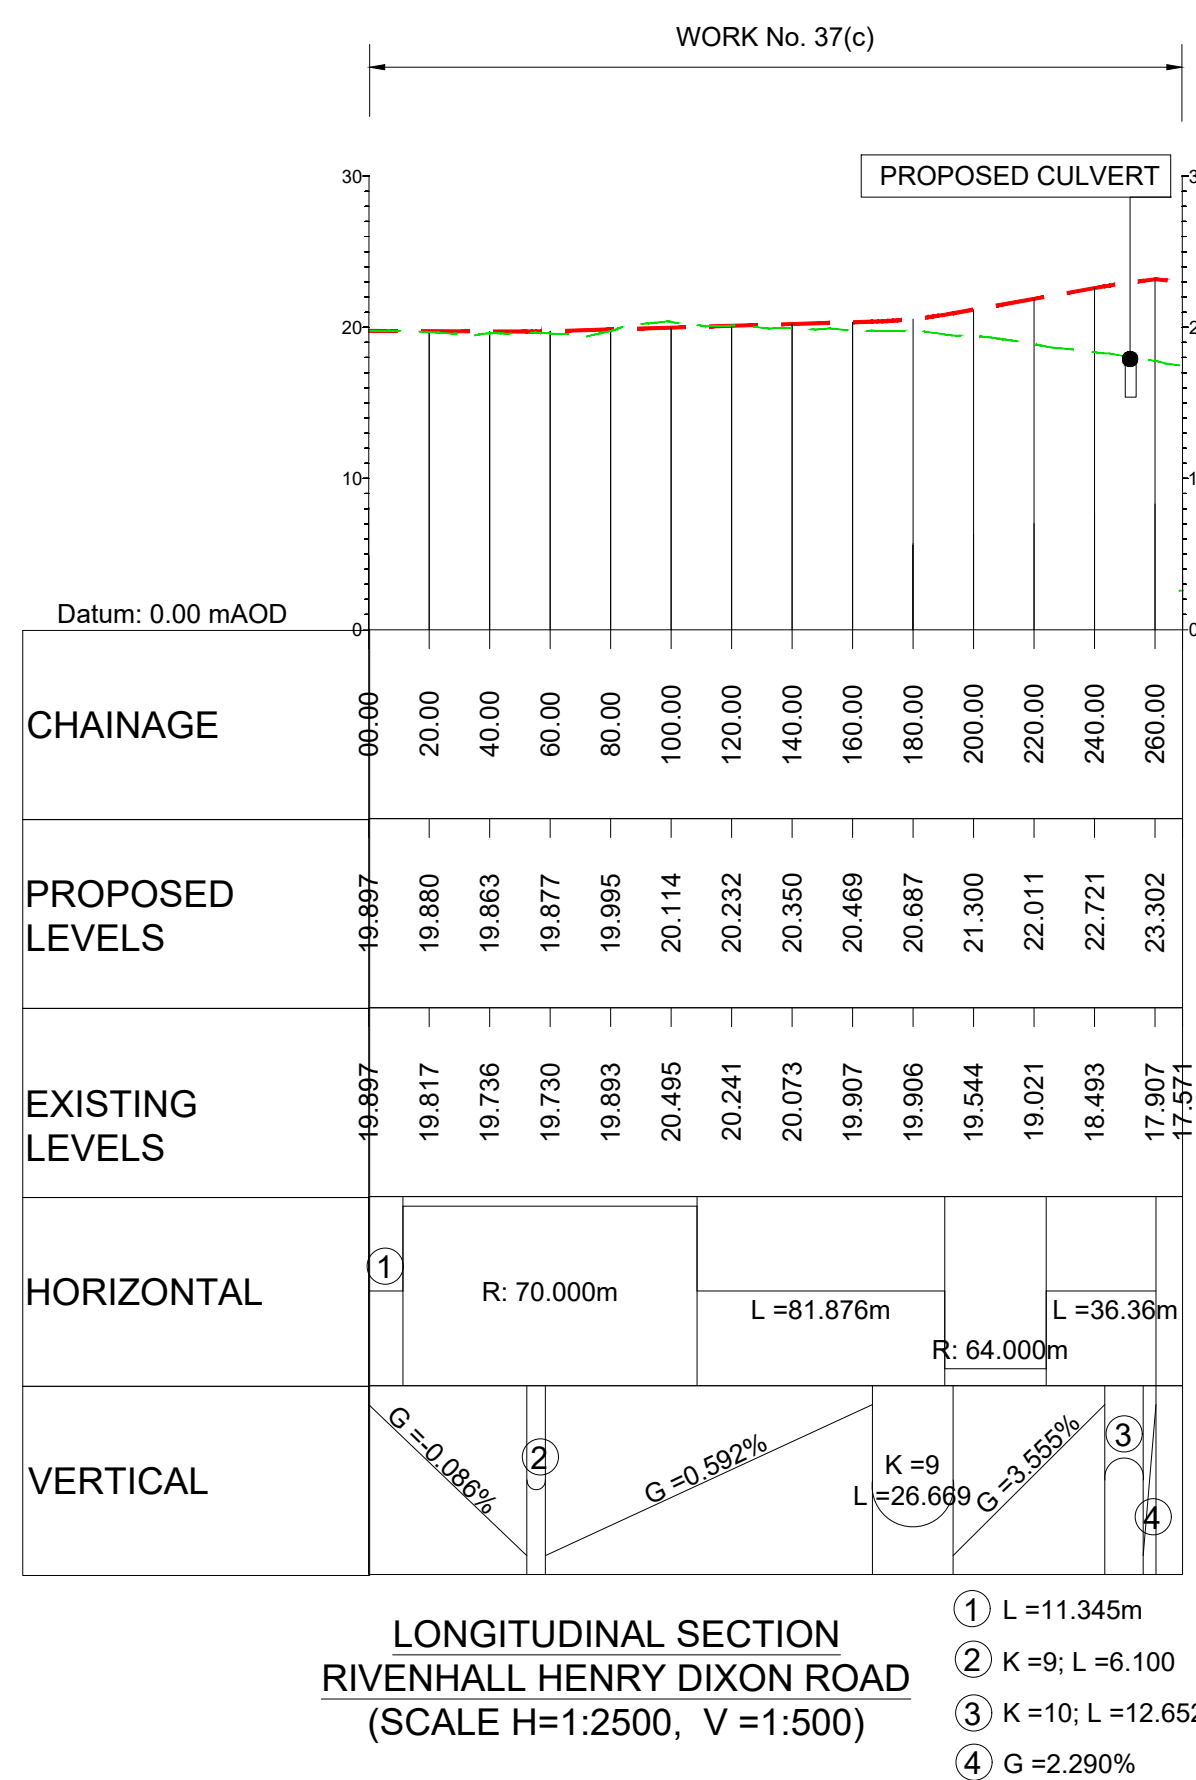 WORK No. 37(c)
PROPOSED CULVERT
30
20
10
0
Datum: 0.00 mAOD
0
CHAINAGE
00.00 20.00 40.00 60.00 80.00 100.00 120.00 140.00 160.00 180.00 200.00 220.00 240.00 260.00
PROPOSED
LEVELS
19.897 19.880 19.863 19.877 19.995 20.114 20.232 20.350 20.469 20.687 21.300 22.011 22.721 23.302
EXISTING
LEVELS
19.897 19.817 19.736 19.730 19.893 20.495 20.241 20.073 19.907 19.906 19.544 19.021 18.493 17.907 17.571
HORIZONTAL
1
R: 70.000m
L =81.876m
R: 64.000m
L =36.36m
VERTICAL
G =-0.086%
2
G =0.592%
K =9
L =26.669
G =3.555%
3
4
LONGITUDINAL SECTION
RIVENHALL HENRY DIXON ROAD
(SCALE H=1:2500, V =1:500)
1 L =11.345m
2 K =9; L =6.100
3 K =10; L =12.652
4 G =2.290%